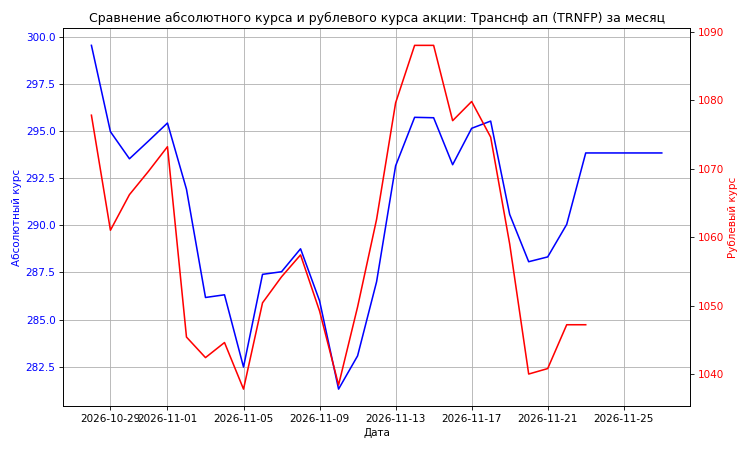 Сравнение абсолютного курса и рублевого курса акции: Транснф ап (TRNFP) за месяц
300.0
297.5
295.0
292.5
290.0
287.5
285.0
282.5
Абсолютный курс
1090
1080
1070
1060
1050
1040
Рублевый курс
2026-10-29 2026-11-01 2026-11-05 2026-11-09 2026-11-13 2026-11-17 2026-11-21 2026-11-25
Дата